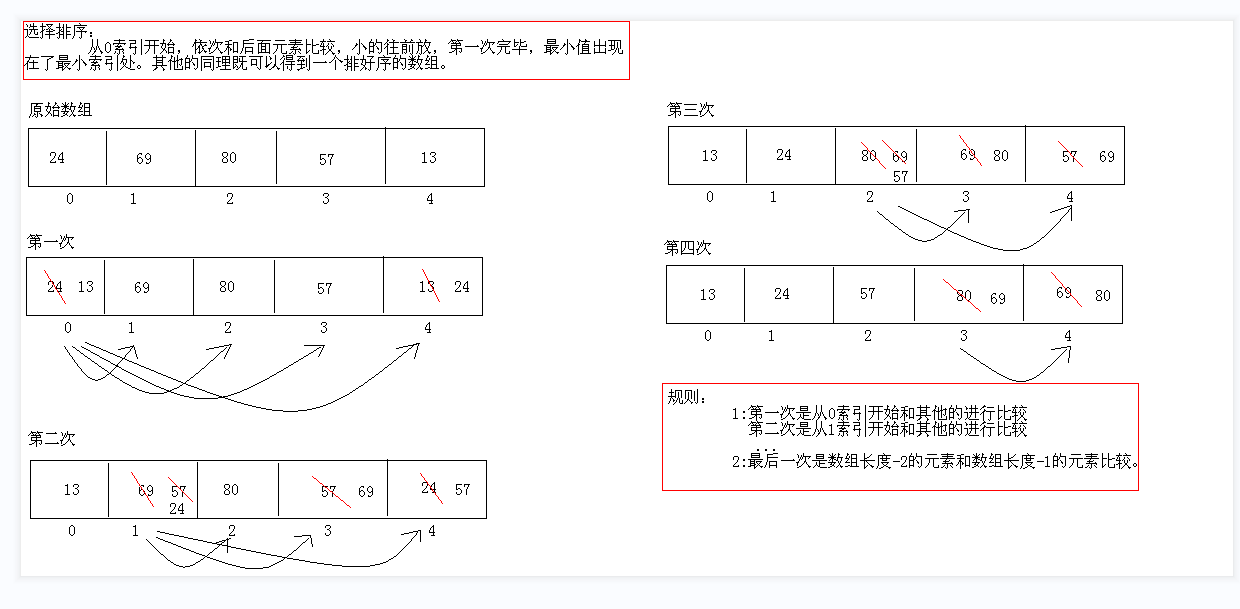 选择排序：
从0索引开始，依次和后面元素比较，小的往前放，第一次完毕，最小值出现
在了最小索引处。其他的同理既可以得到一个排好序的数组。
原始数组
24 69 80 57 13
0 1 2 3 4
第一次
24 13 69 80 57 13 24
0 1 2 3 4
第二次
13 69 57 80 57 69 24 57
24
0 1 2 3 4
第三次
13 24 80 69 69 80 57 69
57
0 1 2 3 4
第四次
13 24 57 80 69 69 80
0 1 2 3 4
规则：
1:第一次是从0索引开始和其他的进行比较
第二次是从1索引开始和其他的进行比较
...
2:最后一次是数组长度-2的元素和数组长度-1的元素比较。